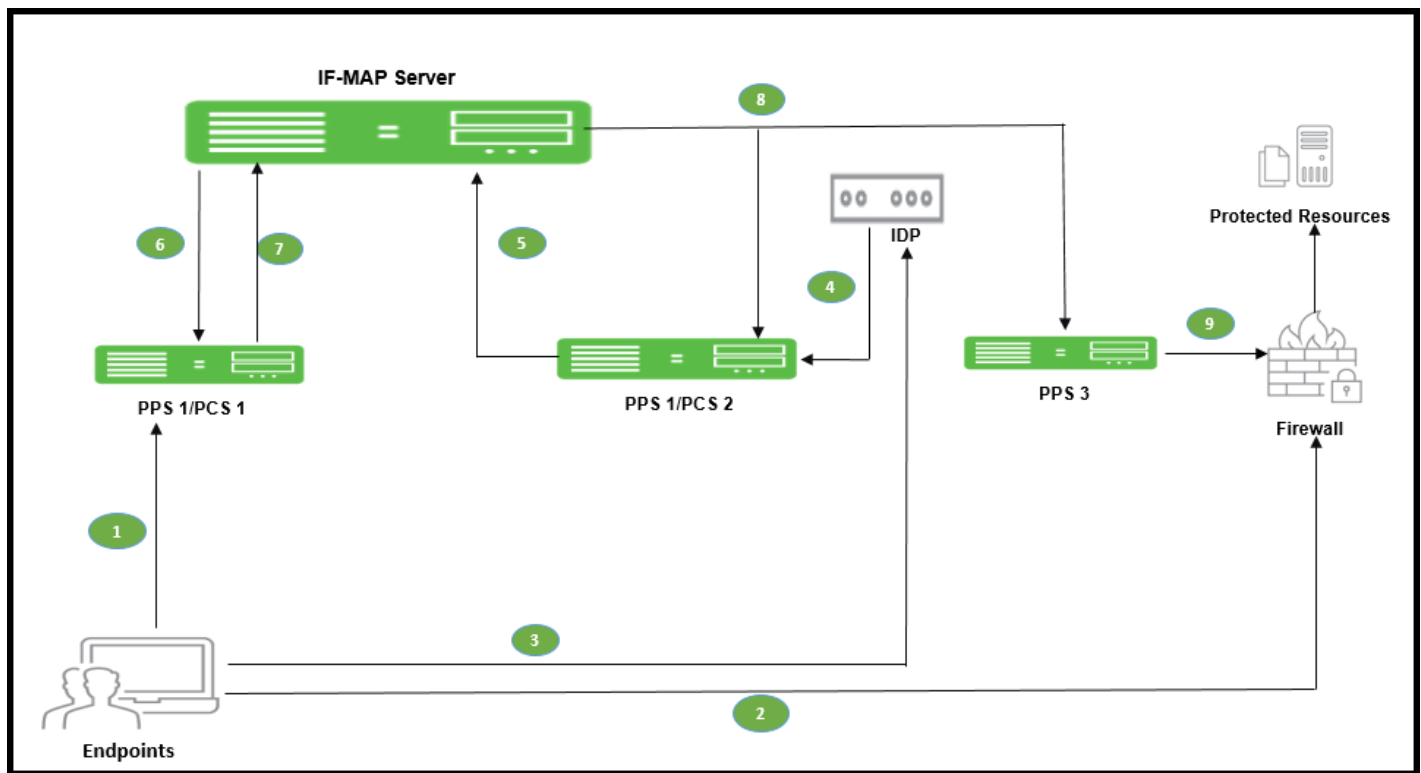 IF-MAP Server
8
IDP
Protected Resources
6
7
5
4
9
PPS 1/PCS 1
PPS 1/PCS 2
PPS 3
Firewall
1
3
2
Endpoints